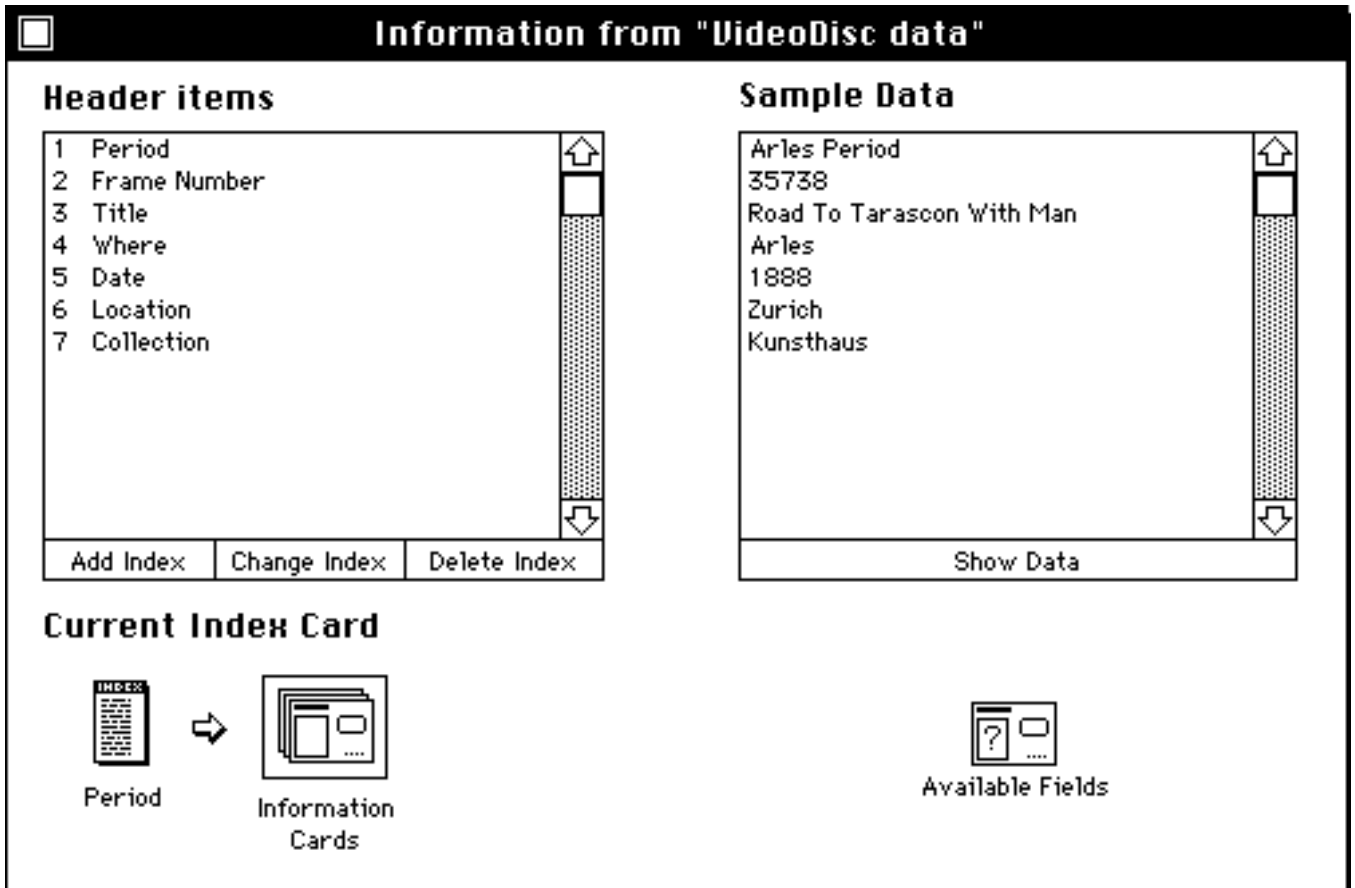 Information from "VideoDisc data"
Header items
1 Period
2 Frame Number
3 Title
4 Where
5 Date
6 Location
7 Collection
Add Index
Change Index
Delete Index
Sample Data
Arles Period
35738
Road To Tarascon With Man
Arles
1888
Zurich
Kunsthaus
Show Data
Current Index Card
INDEX
Period
Information
Cards
?
Available Fields